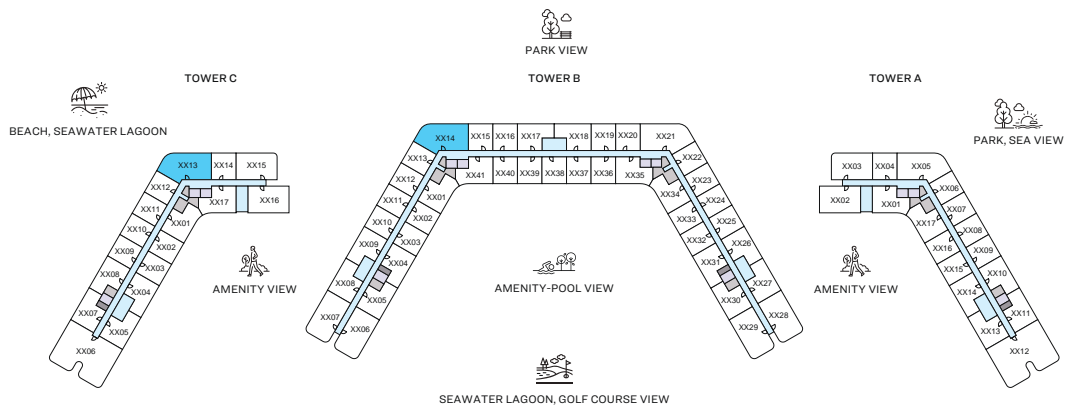 PARK VIEW
TOWER C
TOWER B
TOWER A
BEACH, SEAWATER LAGOON
PARK, SEA VIEW
XX13
XX14
XX15
XX12
XX16
XX17
XX11
XX01
XX10
XX02
XX09
XX03
XX08
XX04
XX07
XX05
XX06
AMENITY VIEW
XX14
XX15
XX16
XX17
XX18
XX19
XX20
XX21
XX13
XX41
XX40
XX39
XX38
XX37
XX36
XX35
XX22
XX12
XX01
XX34
XX23
XX11
XX02
XX33
XX24
XX10
XX03
XX32
XX25
XX09
XX04
XX31
XX26
XX08
XX05
XX30
XX27
XX07
XX06
XX29
XX28
AMENITY-POOL VIEW
SEAWATER LAGOON, GOLF COURSE VIEW
XX03
XX04
XX05
XX02
XX01
XX06
XX17
XX07
XX16
XX08
XX15
XX09
XX14
XX10
XX13
XX11
XX12
AMENITY VIEW